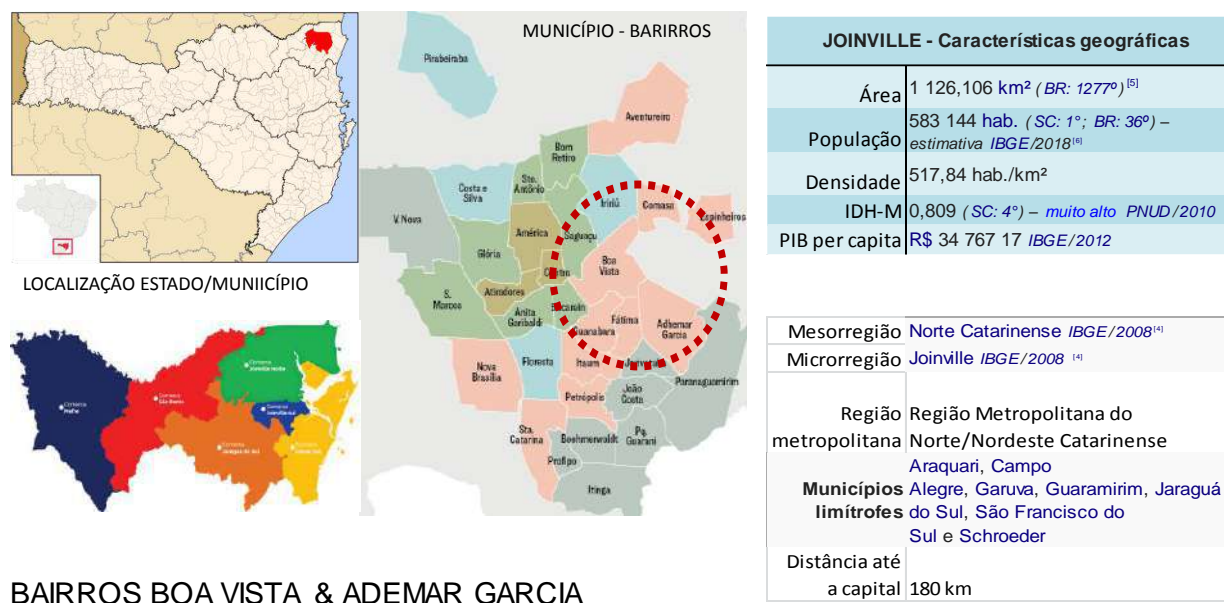 LOCALIZAÇÃO ESTADO/MUNIICÍPIO
MUNICÍPIO - BARIRROS
Pirabeiraba
Aventureiro
Bom
Retiro
Sto.
Antônio
Costa e
Silva
Iririú
Comasa
Espinheiros
V. Nova
América
Saguaçu
Glória
Boa
Vista
Centro
S.
Marcos
Atiradores
Anita
Garibaldi
Bucarein
Fátima
Adhemar
Garcia
Guanabara
Floresta
Itaum
Jarivatuba
Nova
Brasília
Paranaguamirim
João
Costa
Petrópolis
Sta.
Catarina
Boehmerwaldt
Pq.
Guarani
Profipo
Itinga
JOINVILLE - Características geográficas
Área 1 126,106 km² (BR: 1277º) [5]
População 583 144 hab. (SC: 1°; BR: 36º) –
estimativa IBGE/2018[6]
Densidade 517,84 hab./km²
IDH-M 0,809 (SC: 4°) – muito alto PNUD/2010
PIB per capita R$ 34 767 17 IBGE/2012
Mesorregião Norte Catarinense IBGE/2008[4]
Microrregião Joinville IBGE/2008 [4]
Região metropolitana Região Metropolitana do
Norte/Nordeste Catarinense
Municípios limítrofes Araquari, Campo
Alegre, Garuva, Guaramirim, Jaraguá
do Sul, São Francisco do
Sul e Schroeder
Distância até
a capital 180 km
BAIRROS BOA VISTA & ADEMAR GARCIA